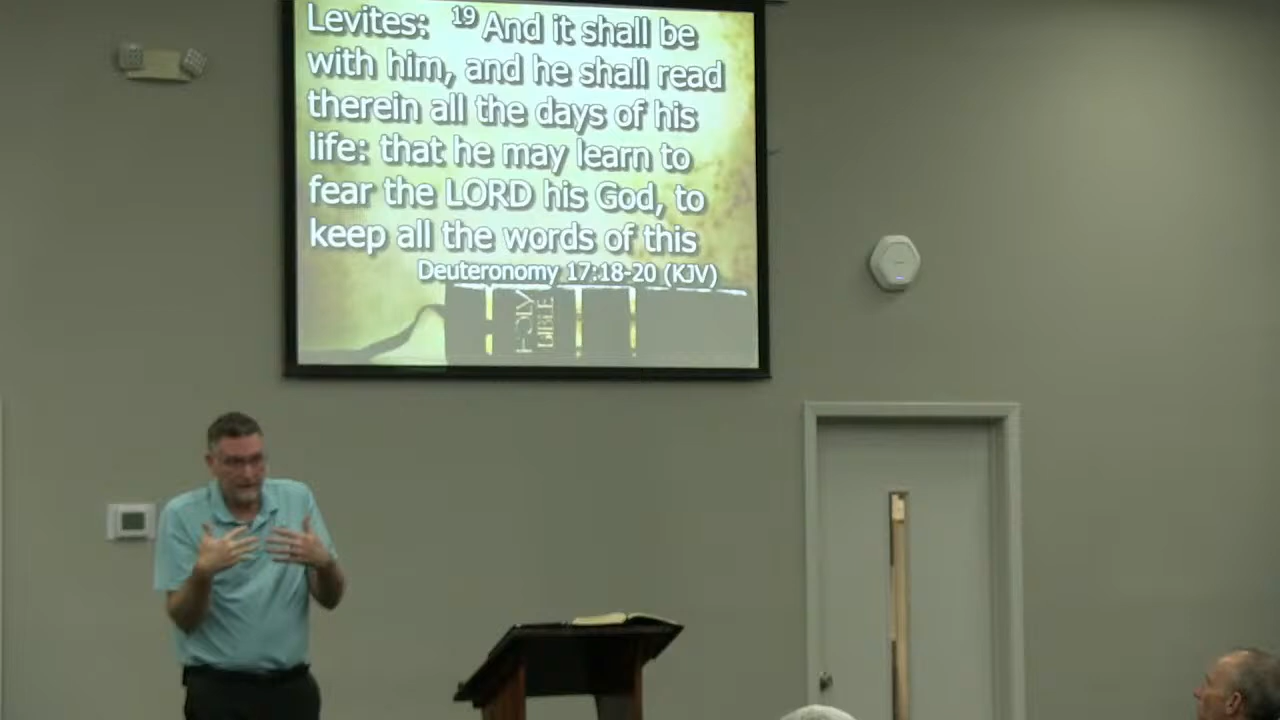 Levites: 19 And it shall be
with him, and he shall read
therein all the days of his
life: that he may learn to
fear the LORD his God, to
keep all the words of this
Deuteronomy 17:18-20 (KJV)
HOLY
BIBLE